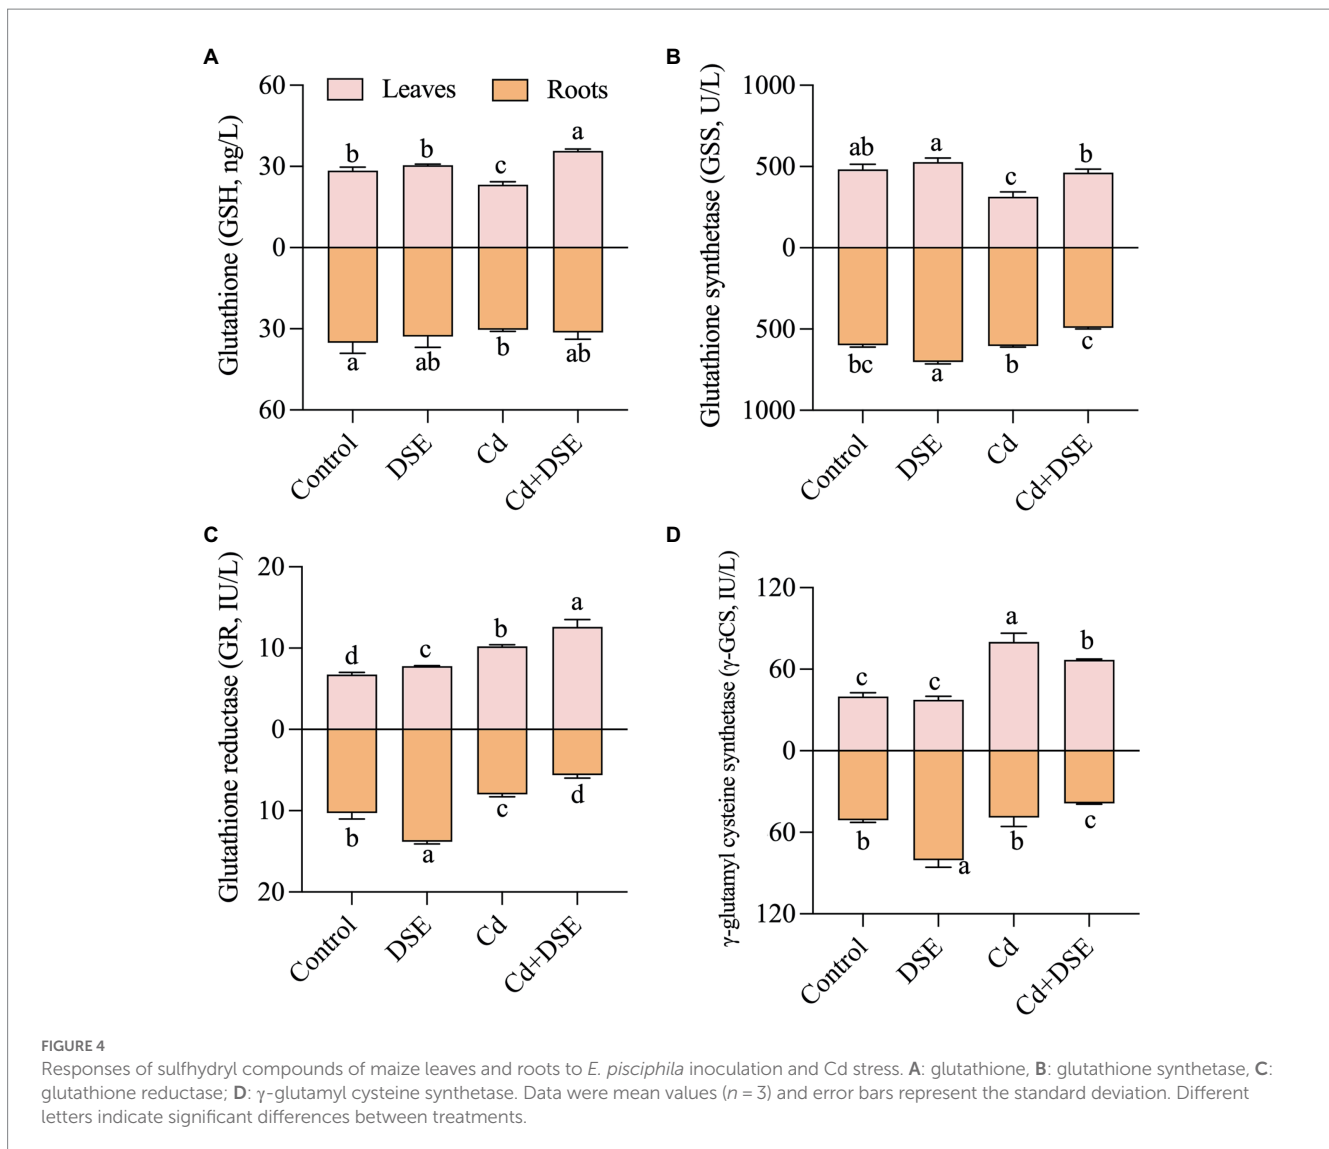 A
Glutathione (GSH, ng/L)
60
30
0
30
60
Leaves
Roots
b
b
c
a
a
ab
b
ab
Control
DSE
Cd
Cd+DSE
B
Glutathione synthetase (GSS, U/L)
1000
500
0
500
1000
ab
a
c
b
bc
a
b
c
Control
DSE
Cd
Cd+DSE
C
Glutathione reductase (GR, IU/L)
20
10
0
10
20
d
c
b
a
b
a
c
d
Control
DSE
Cd
Cd+DSE
D
γ-glutamyl cysteine synthetase (γ-GCS, IU/L)
120
60
0
60
120
c
c
a
b
b
a
b
c
Control
DSE
Cd
Cd+DSE
FIGURE 4
Responses of sulfhydryl compounds of maize leaves and roots to E. pisciphila inoculation and Cd stress. A: glutathione, B: glutathione synthetase, C:
glutathione reductase; D: γ-glutamyl cysteine synthetase. Data were mean values (n = 3) and error bars represent the standard deviation. Different
letters indicate significant differences between treatments.